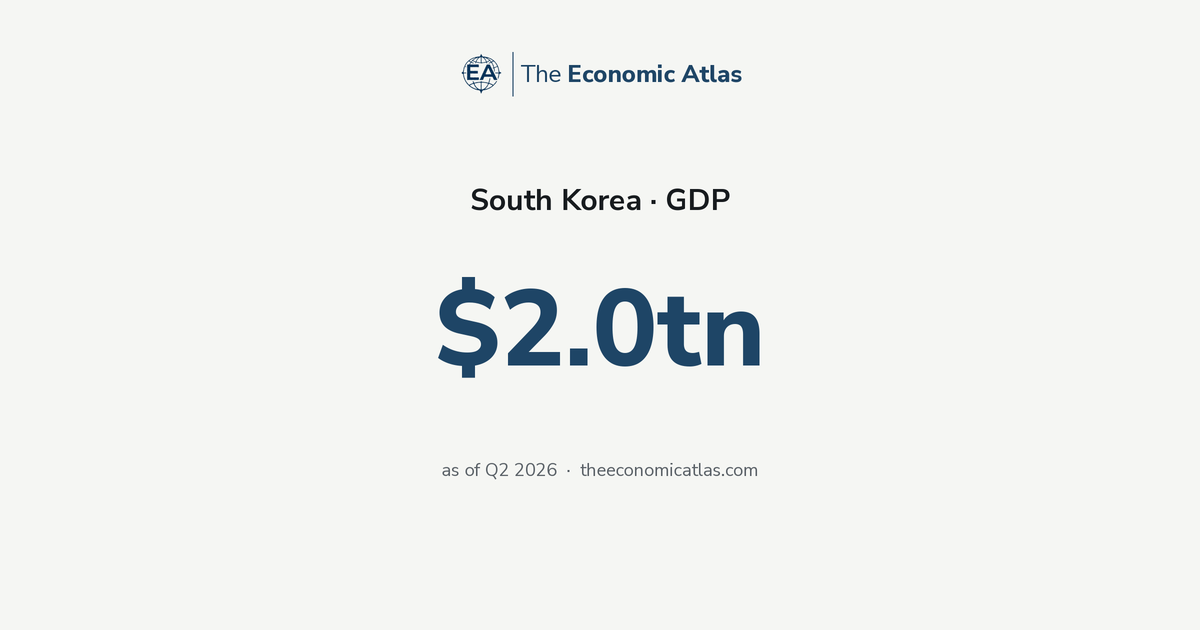 EA The Economic Atlas
South Korea · GDP
$2.0tn
as of Q2 2026 · theeconomicatlas.com